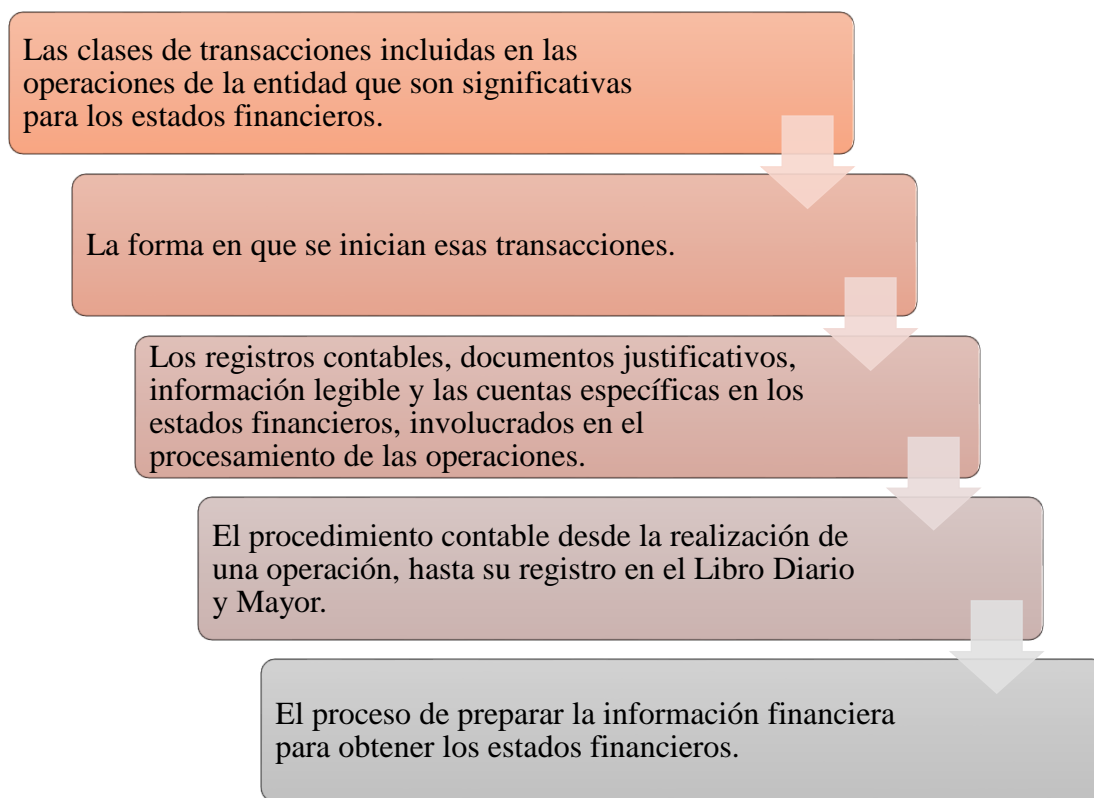 Las clases de transacciones incluidas en las
operaciones de la entidad que son significativas
para los estados financieros.
La forma en que se inician esas transacciones.
Los registros contables, documentos justificativos,
información legible y las cuentas específicas en los
estados financieros, involucrados en el
procesamiento de las operaciones.
El procedimiento contable desde la realización de
una operación, hasta su registro en el Libro Diario
y Mayor.
El proceso de preparar la información financiera
para obtener los estados financieros.